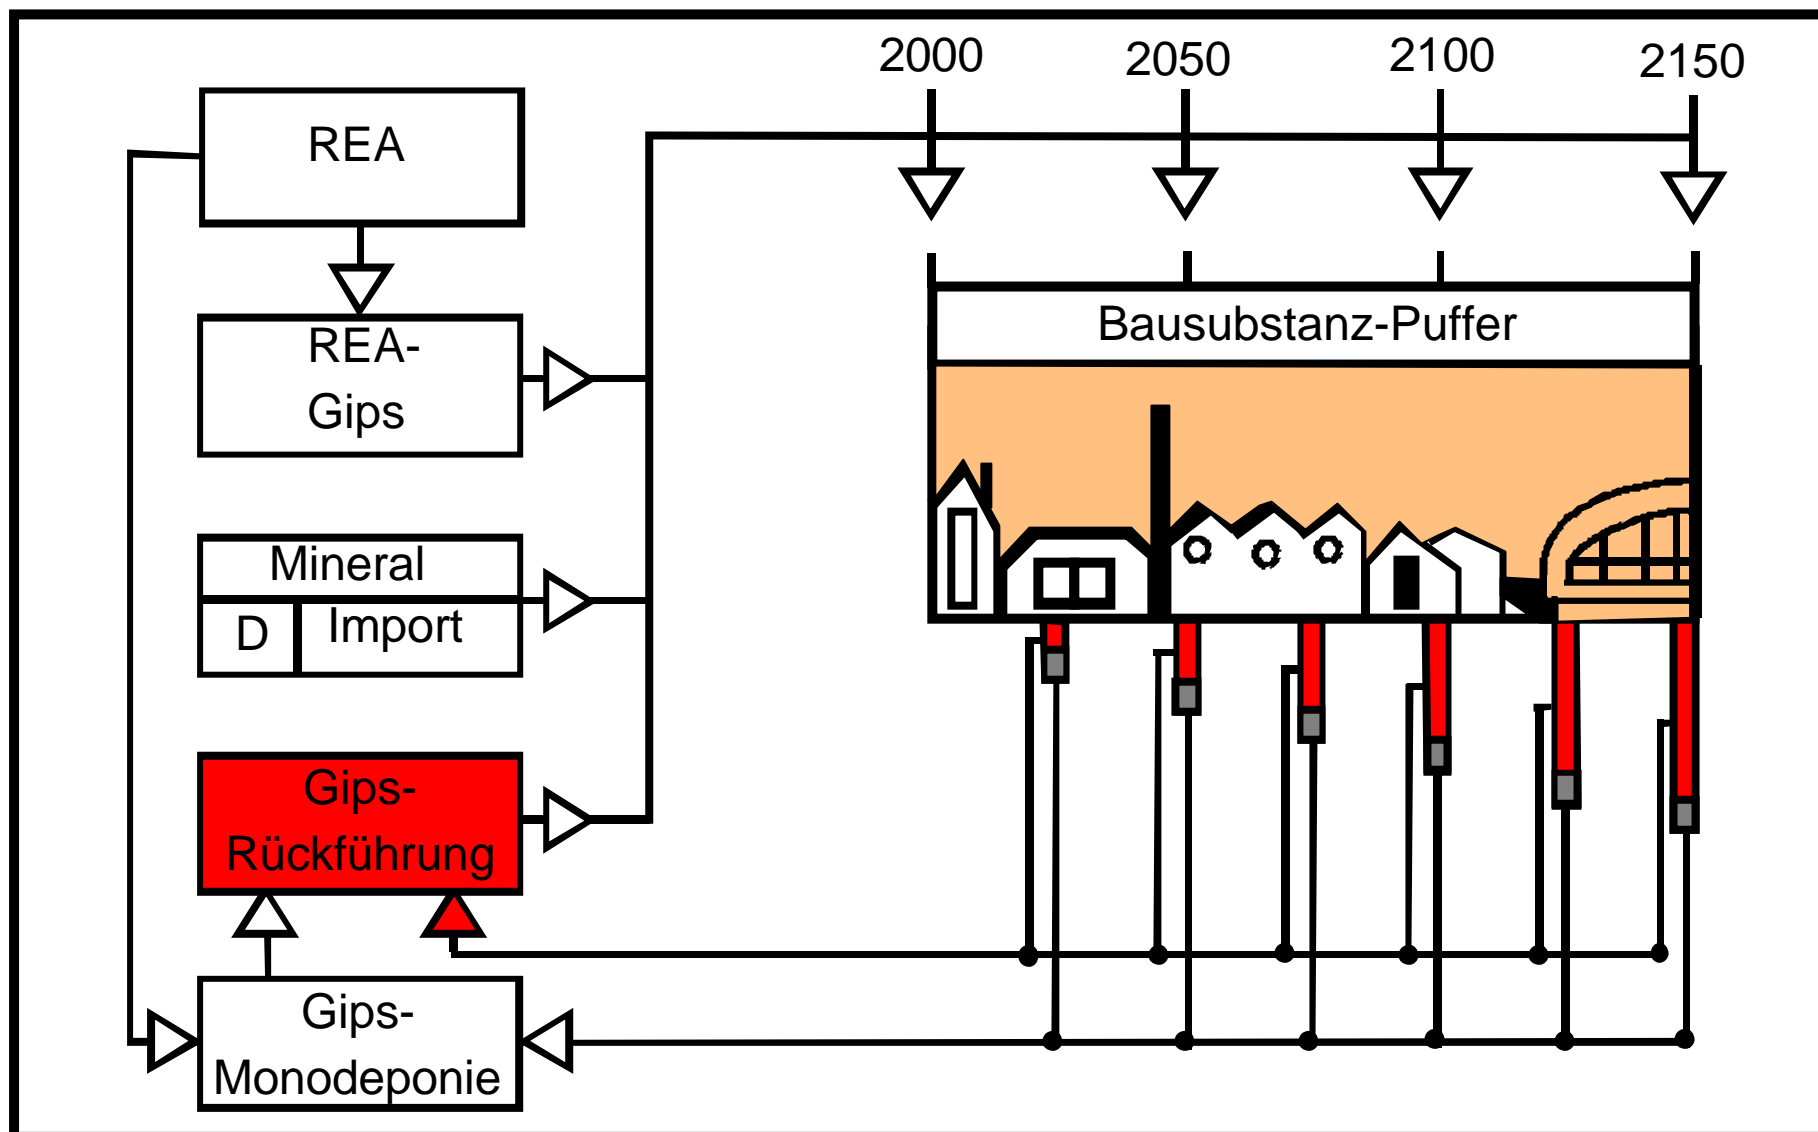 2000
2050
2100
2150
REA
REA-
Gips
Bausubstanz-Puffer
Mineral
D
Import
Gips-
Rückführung
Gips-
Monodeponie